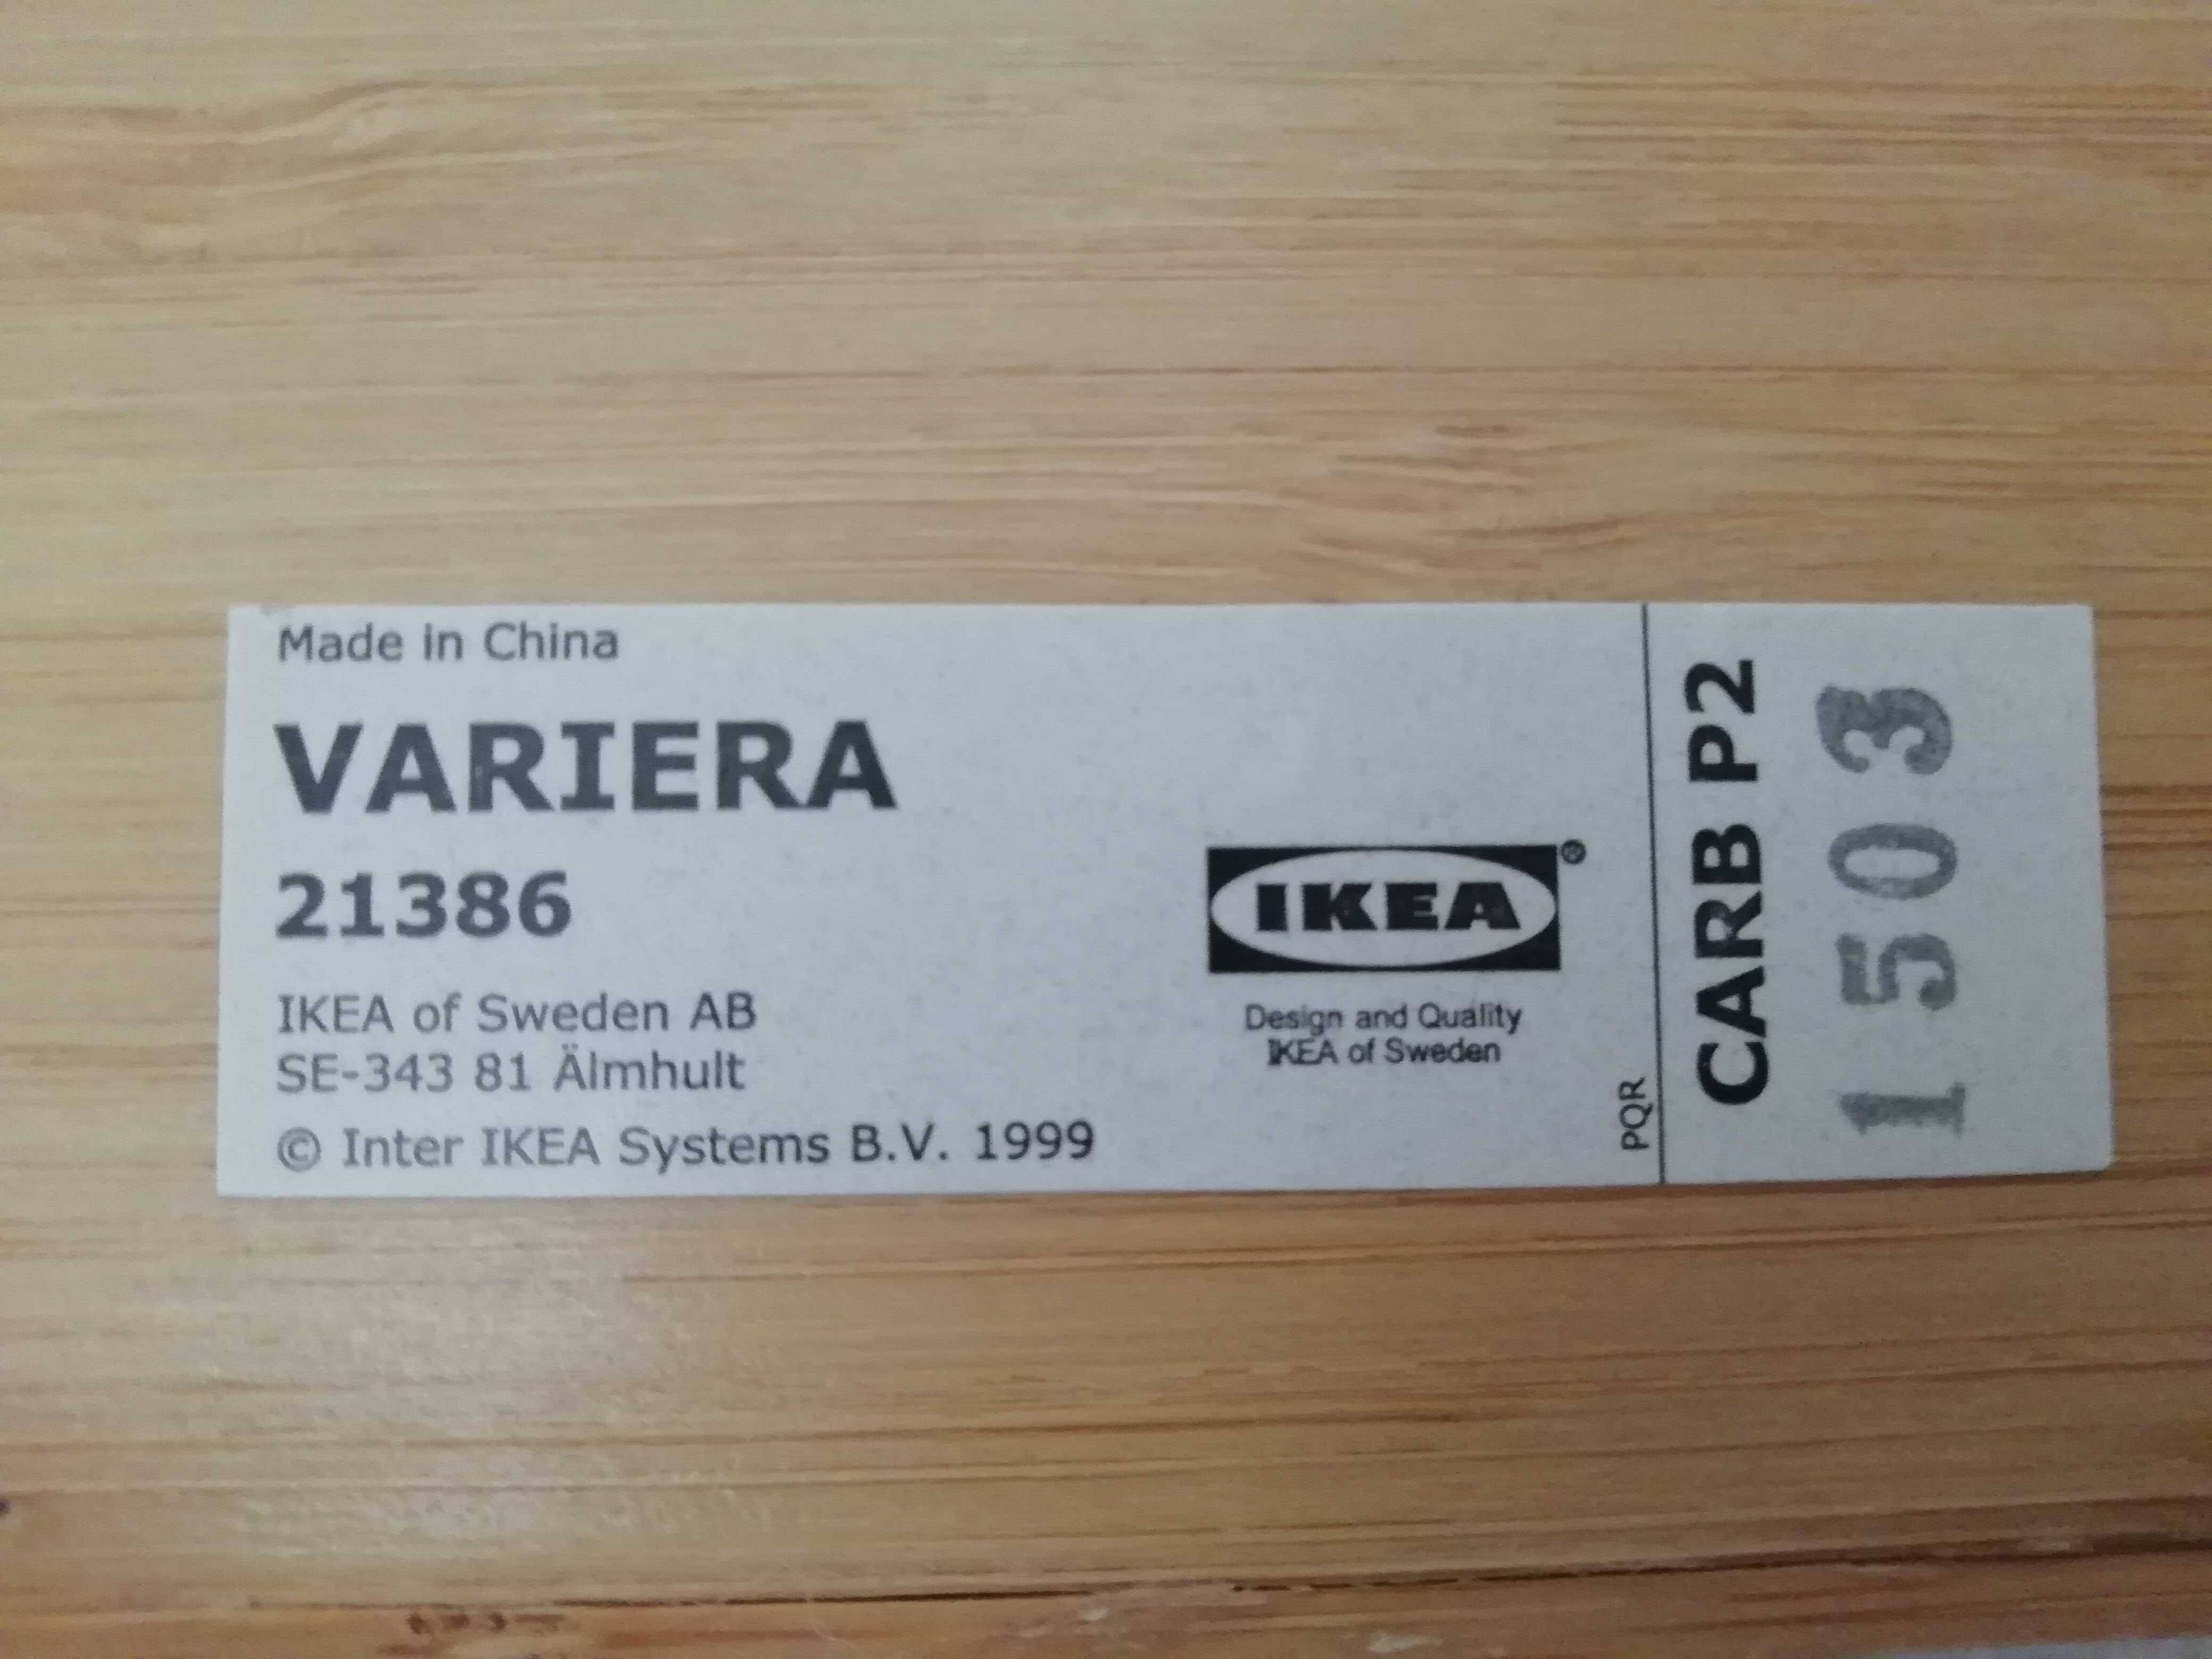 Made in China
VARIERA
21386
IKEA of Sweden AB
SE-343 81 Älmhult
© Inter IKEA Systems B.V. 1999
IKEA®
Design and Quality
IKEA of Sweden
PQR
CARB P2
1503